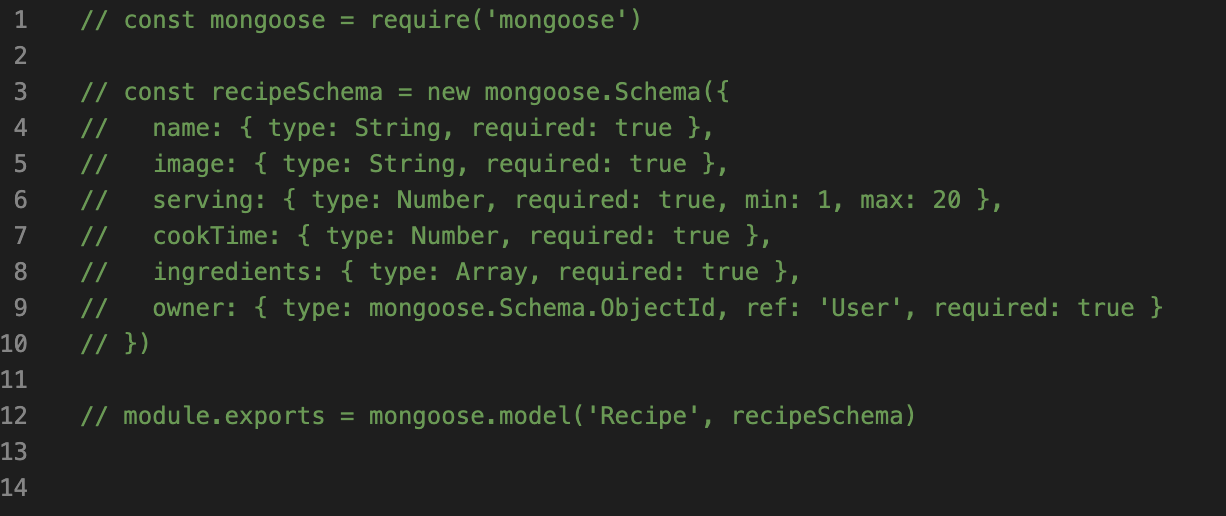 1 // const mongoose = require('mongoose')
2
3 // const recipeSchema = new mongoose.Schema({
4 //   name: { type: String, required: true },
5 //   image: { type: String, required: true },
6 //   serving: { type: Number, required: true, min: 1, max: 20 },
7 //   cookTime: { type: Number, required: true },
8 //   ingredients: { type: Array, required: true },
9 //   owner: { type: mongoose.Schema.ObjectId, ref: 'User', required: true }
10 // })
11
12 // module.exports = mongoose.model('Recipe', recipeSchema)
13
14